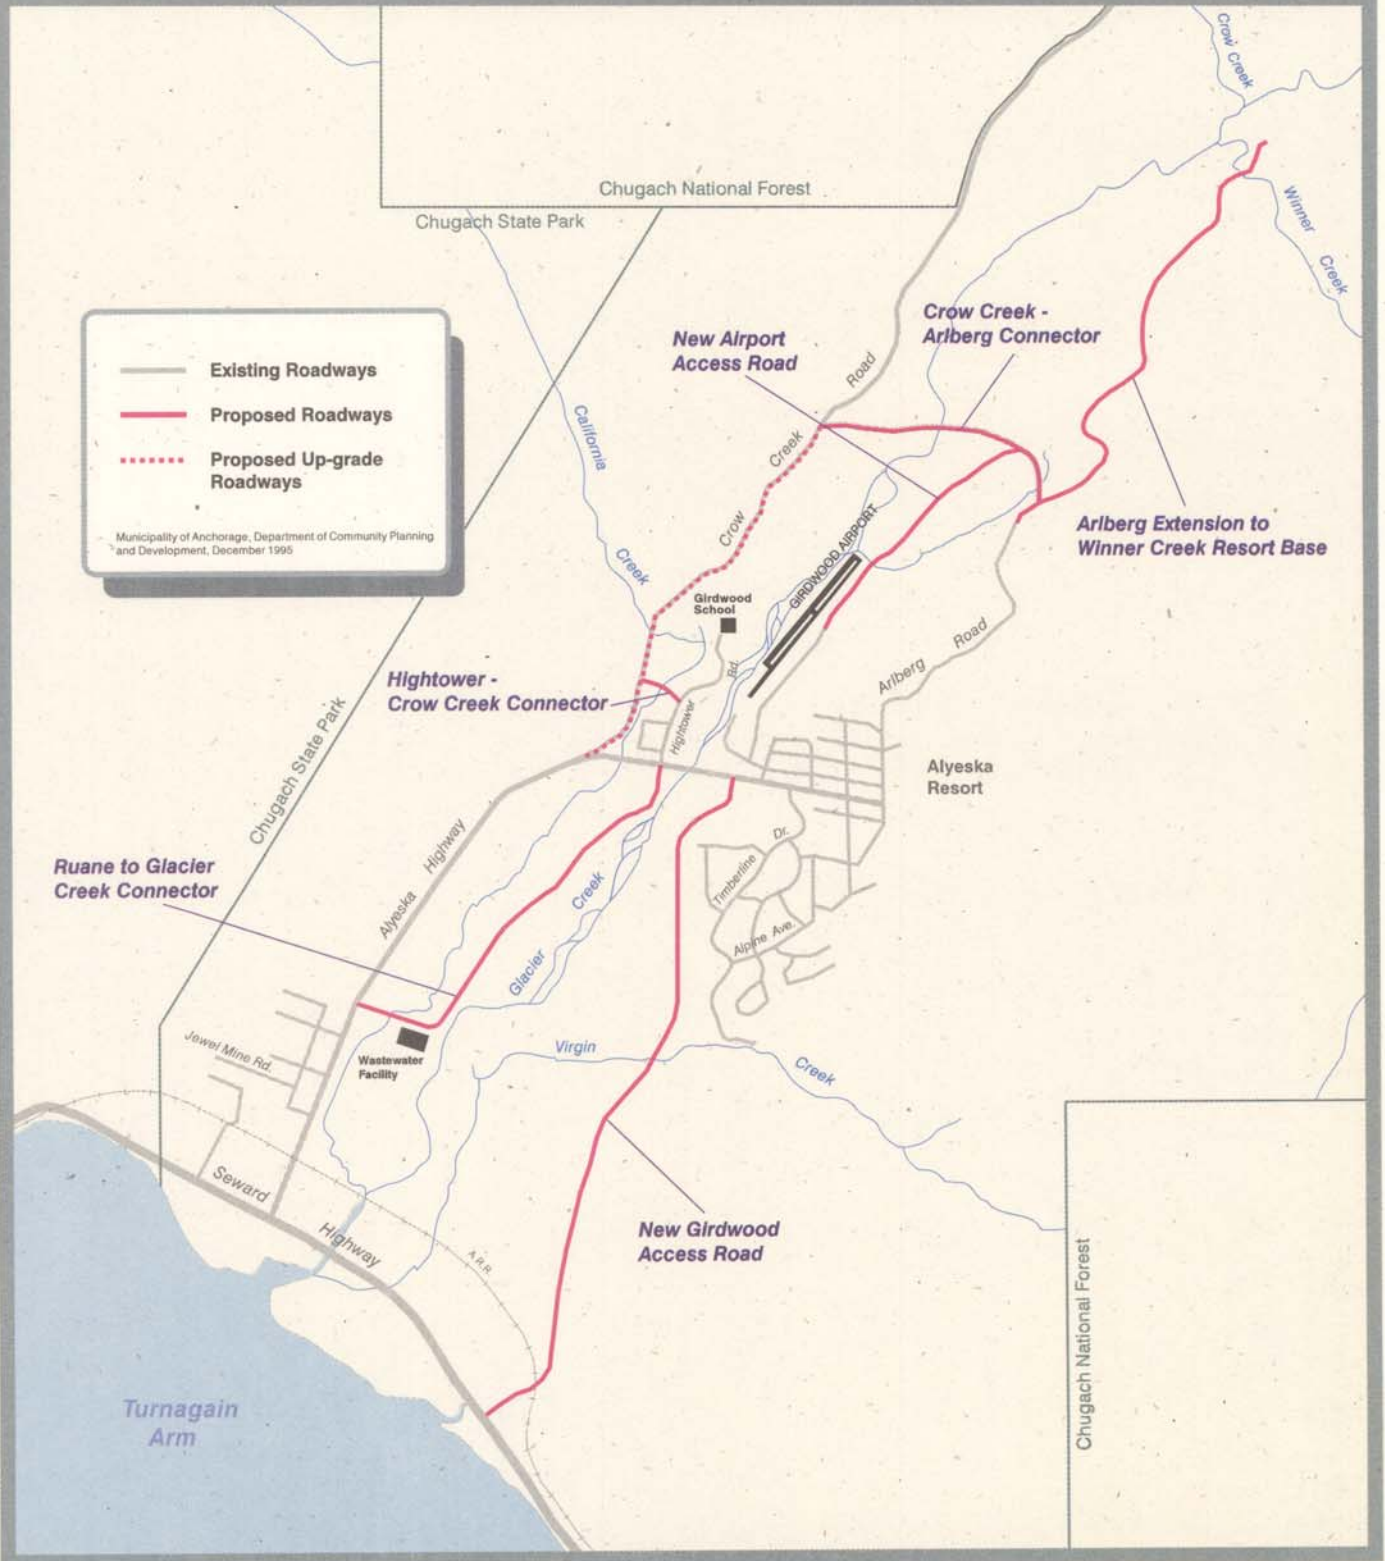 Crow Creek
Chugach National Forest
Chugach State Park
Winner
Creek
Crow Creek -
Arlberg Connector
New Airport
Access Road
Road
Existing Roadways
Proposed Roadways
Proposed Up-grade
Roadways
Municipality of Anchorage, Department of Community Planning
and Development, December 1995
California
Creek
Creek
Crow
GIRDWOOD AIRPORT
Arlberg Extension to
Winner Creek Resort Base
Girdwood
School
Rd.
Arlberg
Road
Hightower -
Crow Creek Connector
Hightower
Chugach State Park
Alyeska
Resort
Alyeska
Highway
Dr.
Timberline
Alpine Ave.
Ruane to Glacier
Creek Connector
Creek
Glacier
Jewel Mine Rd.
Wastewater
Facility
Virgin
Creek
Seward
Highway
A.R.R.
New Girdwood
Access Road
Chugach National Forest
Turnagain
Arm